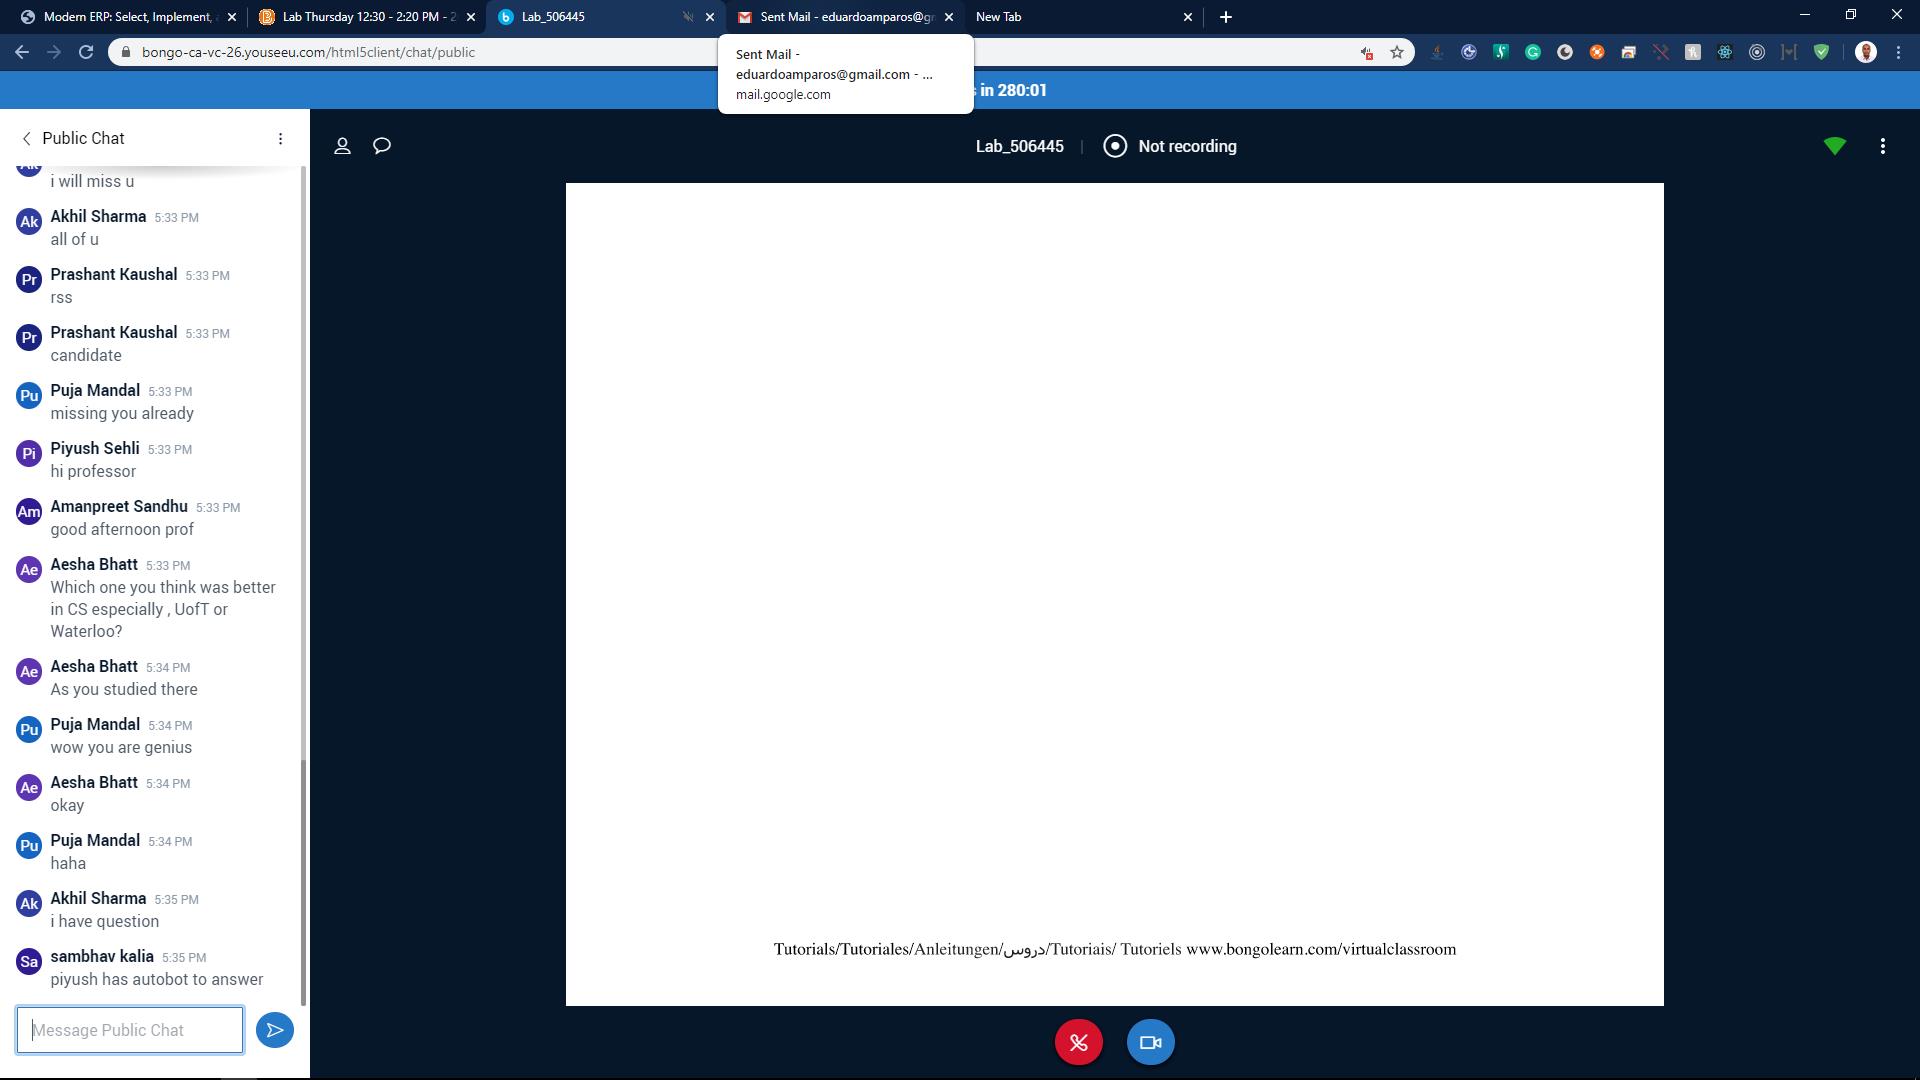 Modern ERP: Select, Implement,
Lab Thursday 12:30 - 2:20 PM - 2
Lab_506445
Sent Mail - eduardoamparos@g
New Tab
bongo-ca-vc-26.youseeu.com/html5client/chat/public
Sent Mail -
eduardoamparos@gmail.com - ...
mail.google.com
in 280:01
Public Chat
Lab_506445
Not recording
i will miss u
Ak
Akhil Sharma 5:33 PM
all of u
Pr
Prashant Kaushal 5:33 PM
rss
Pr
Prashant Kaushal 5:33 PM
candidate
Pu
Puja Mandal 5:33 PM
missing you already
Pi
Piyush Sehli 5:33 PM
hi professor
Am
Amanpreet Sandhu 5:33 PM
good afternoon prof
Ae
Aesha Bhatt 5:33 PM
Which one you think was better
in CS especially , UofT or
Waterloo?
Ae
Aesha Bhatt 5:34 PM
As you studied there
Pu
Puja Mandal 5:34 PM
wow you are genius
Ae
Aesha Bhatt 5:34 PM
okay
Pu
Puja Mandal 5:34 PM
haha
Ak
Akhil Sharma 5:35 PM
i have question
Sa
sambhav kalia 5:35 PM
piyush has autobot to answer
Message Public Chat
Tutorials/Tutoriales/Anleitungen/دروس/Tutoriais/ Tutoriels www.bongolearn.com/virtualclassroom